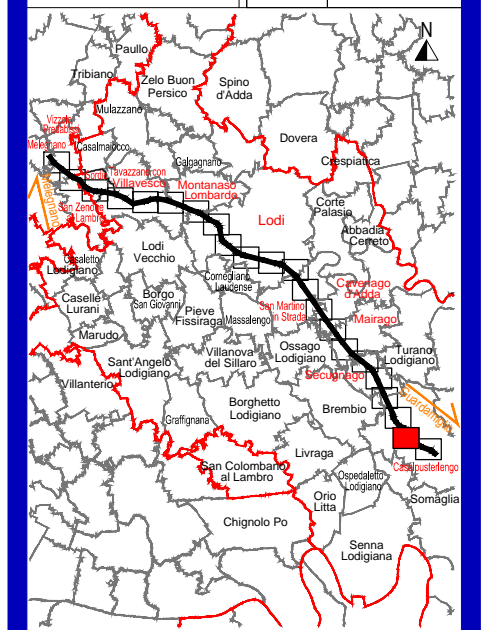 N
Paullo
Tribiano
Zelo Buon
Persico
Spino
d'Adda
Mulazzano
Vizzolo
Predabissi
Dovera
Melegnano
Casalmaiocco
Galgagnano
Crespiatica
Tavazzano con
Villavesco
Montanaso
Lombardo
Melegnano
San Zenone
al Lambro
Lodi
Corte
Palasio
Abbadia
Cerreto
Lodi
Vecchio
Casaletto
Lodigiano
Cornegliano
Laudense
Cavenago
d'Adda
Caselle
Lurani
Borgo
San Giovanni
Pieve
Fissiraga
Massalengo
San Martino
in Strada
Mairago
Marudo
Ossago
Lodigiano
Turano
Lodigiano
Sant'Angelo
Lodigiano
Villanova
del Sillaro
Secugnago
Villanterio
Borghetto
Lodigiano
Brembio
Graffignana
Livraga
San Colombano
al Lambro
Ospedaletto
Lodigiano
Casalpusterlengo
Orio
Litta
Somaglia
Chignolo Po
Senna
Lodigiana